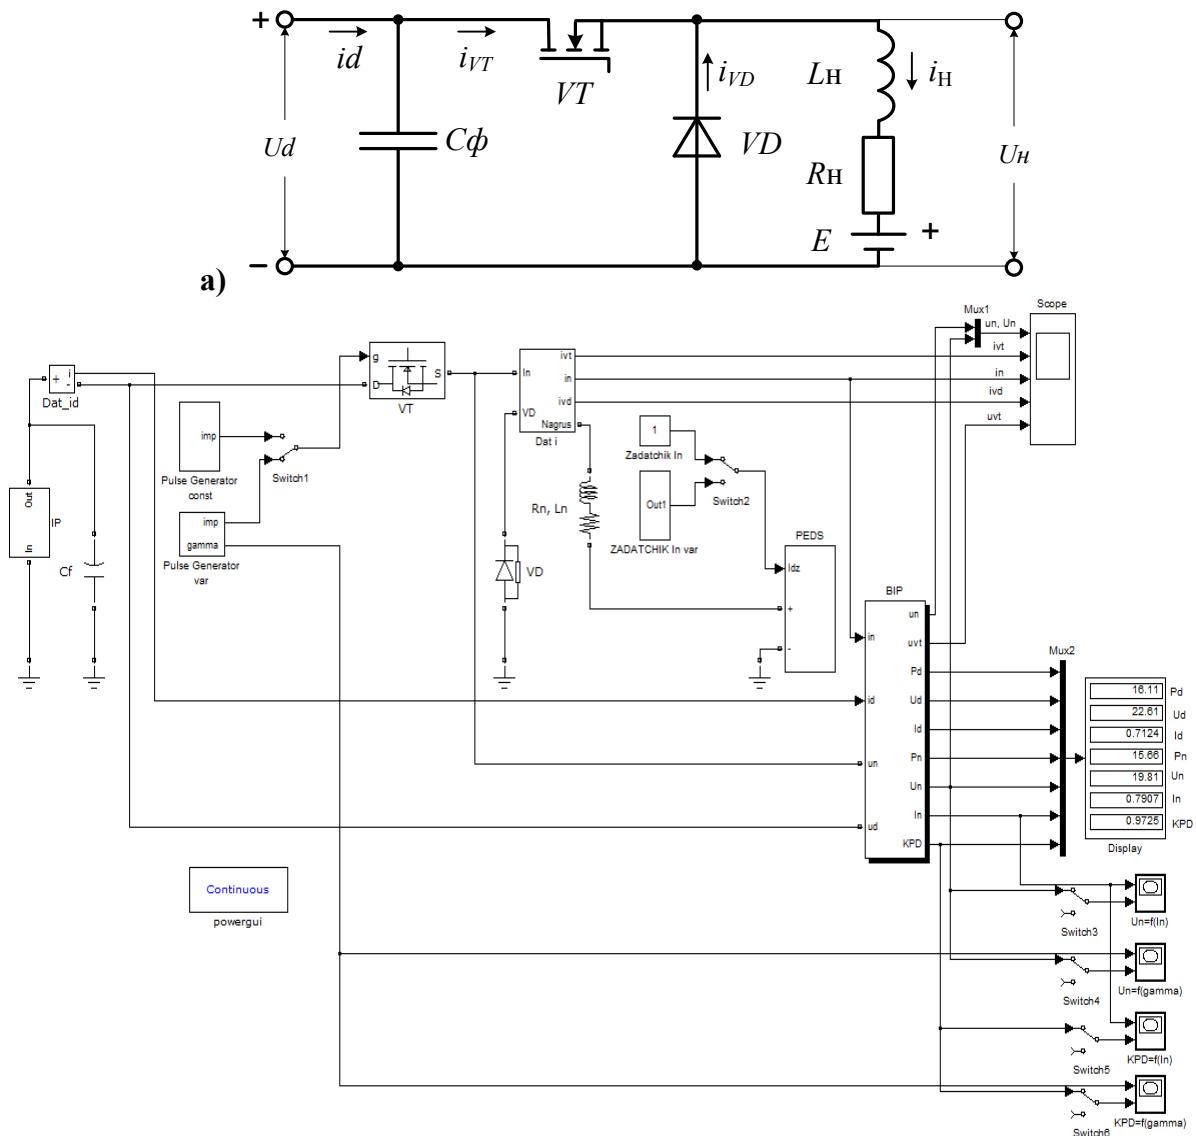 + id iVT VT iVD Lн iн
Ud Cф VD Rн Uн
E +
−
а)
Mux1 Scope
un, Un
ivt ivt
in in
ivd ivd
uvt
+ i -
Dat_id
g D S
VT
In VD ivt in ivd Nagrus
Dat i
imp
Pulse Generator
const
Switch1
imp
gamma
Pulse Generator
var
Out
In
IP
Cf
Rn, Ln
VD
1
Zadatchik In
Out1
ZADATCHIK In var
Switch2
PEDS
Idz
+
-
BIP
in
id
un
ud
un
uvt
Pd
Ud
Id
Pn
Un
In
KPD
Mux2
16.11 Pd
22.61 Ud
0.7124 Id
15.66 Pn
19.81 Un
0.7907 In
0.9725 KPD
Display
Continuous
powergui
Switch3
Un=f(In)
Switch4
Un=f(gamma)
Switch5
KPD=f(In)
Switch6
KPD=f(gamma)